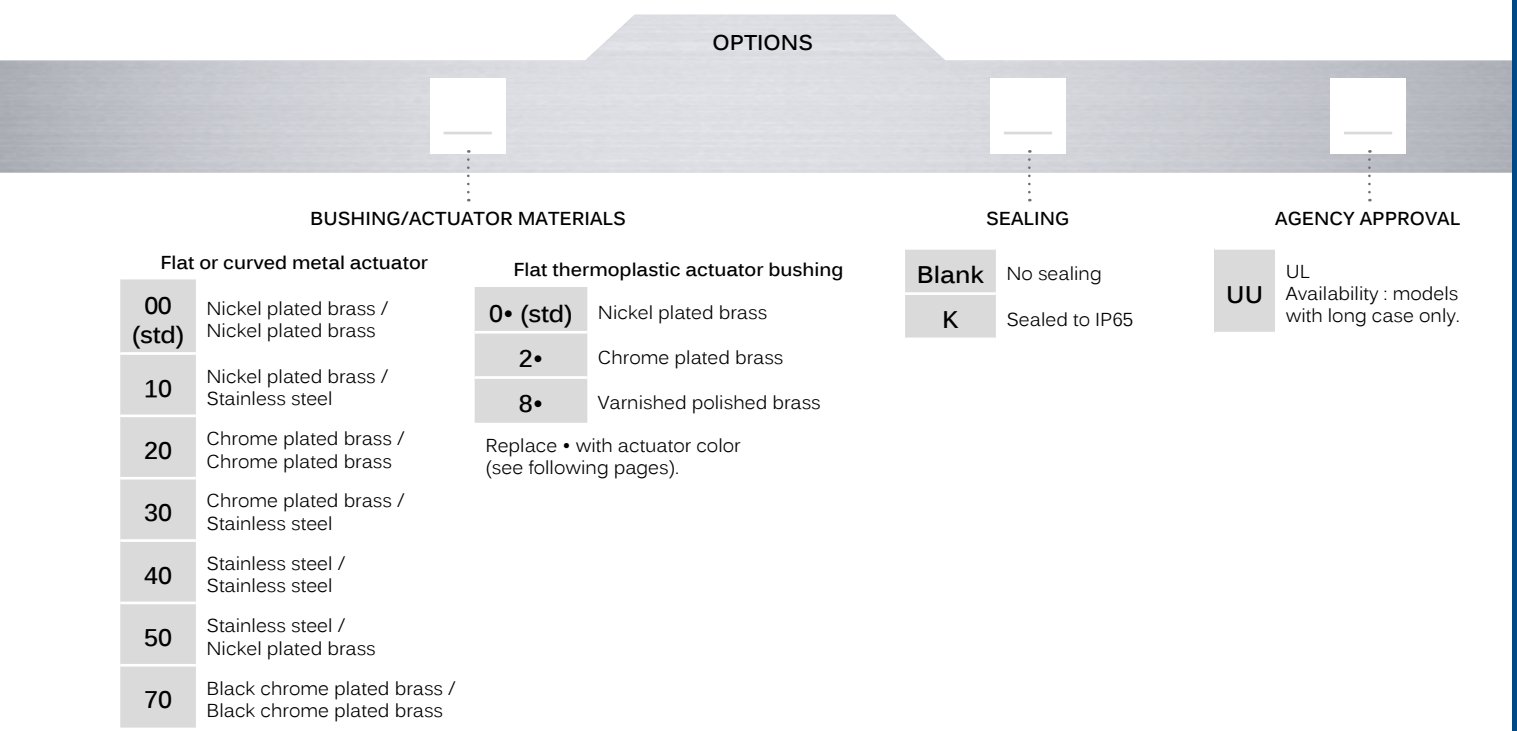 OPTIONS
BUSHING/ACTUATOR MATERIALS
Flat or curved metal actuator
00
(std)
Nickel plated brass /
Nickel plated brass
10
Nickel plated brass /
Stainless steel
20
Chrome plated brass /
Chrome plated brass
30
Chrome plated brass /
Stainless steel
40
Stainless steel /
Stainless steel
50
Stainless steel /
Nickel plated brass
70
Black chrome plated brass /
Black chrome plated brass
Flat thermoplastic actuator bushing
0• (std)
Nickel plated brass
2•
Chrome plated brass
8•
Varnished polished brass
Replace • with actuator color
(see following pages).
SEALING
Blank
No sealing
K
Sealed to IP65
AGENCY APPROVAL
UU
UL
Availability : models
with long case only.